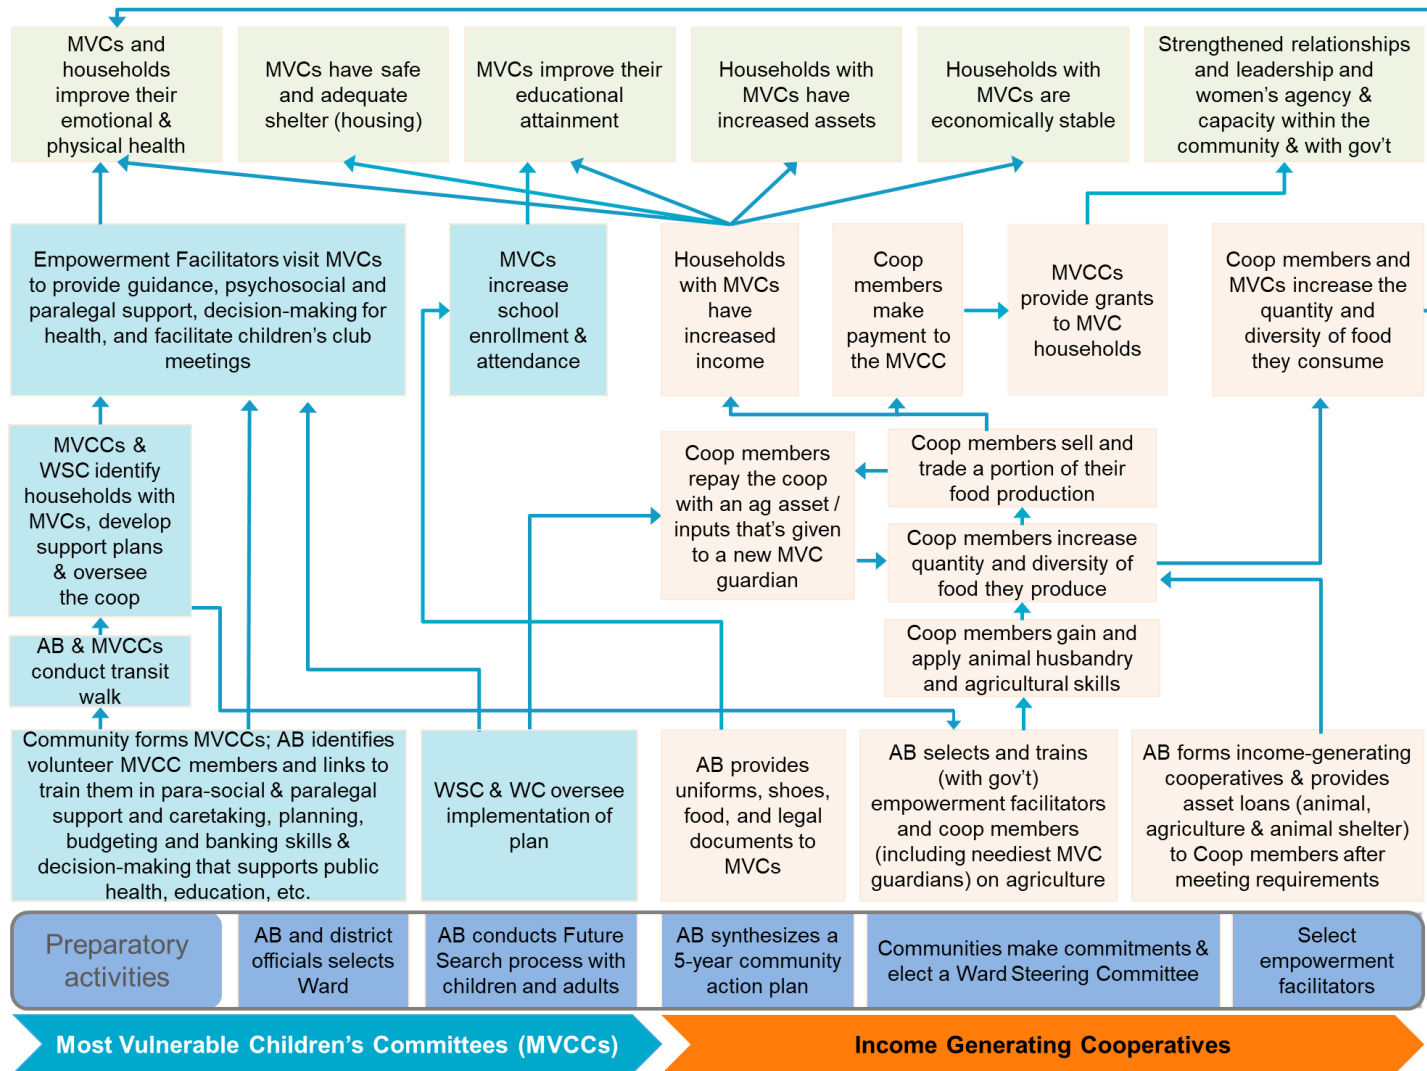 MVCs and
households
improve their
emotional &
physical health
MVCs have safe
and adequate
shelter (housing)
MVCs improve their
educational
attainment
Households with
MVCs have
increased assets
Households with
MVCs are
economically stable
Strengthened relationships
and leadership and
women's agency &
capacity within the
community & with gov't
Empowerment Facilitators visit MVCs
to provide guidance, psychosocial and
paralegal support, decision-making for
health, and facilitate children's club
meetings
MVCs
increase
school
enrollment &
attendance
Households
with MVCs
have
increased
income
Coop
members
make
payment to
the MVCC
MVCCs
provide grants
to MVC
households
Coop members and
MVCs increase the
quantity and
diversity of food
they consume
MVCCs &
WSC identify
households with
MVCs, develop
support plans
& oversee
the coop
Coop members
repay the coop
with an ag asset /
inputs that's given
to a new MVC
guardian
Coop members sell and
trade a portion of their
food production
Coop members increase
quantity and diversity of
food they produce
AB & MVCCs
conduct transit
walk
Coop members gain and
apply animal husbandry
and agricultural skills
Community forms MVCCs; AB identifies
volunteer MVCC members and links to
train them in para-social & paralegal
support and caretaking, planning,
budgeting and banking skills &
decision-making that supports public
health, education, etc.
WSC & WC oversee
implementation of
plan
AB provides
uniforms, shoes,
food, and legal
documents to
MVCs
AB selects and trains
(with gov't)
empowerment facilitators
and coop members
(including neediest MVC
guardians) on agriculture
AB forms income-generating
cooperatives & provides
asset loans (animal,
agriculture & animal shelter)
to Coop members after
meeting requirements
Preparatory
activities
AB and district
officials selects
Ward
AB conducts Future
Search process with
children and adults
AB synthesizes a
5-year community
action plan
Communities make commitments &
elect a Ward Steering Committee
Select
empowerment
facilitators
Most Vulnerable Children's Committees (MVCCs)
Income Generating Cooperatives